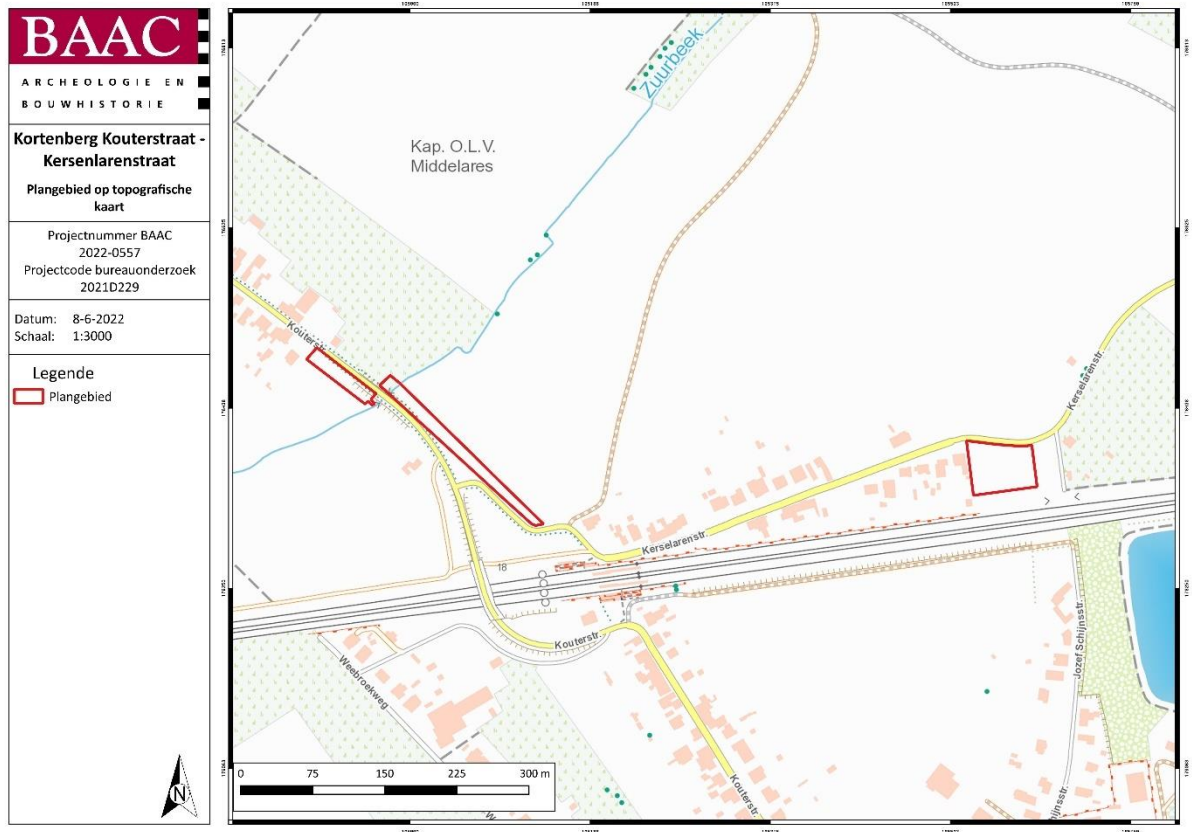 BAAC
ARCHEOLOGIE EN
BOUWHISTORIE
Kortenberg Kouterstraat -
Kersenlarenstraat
Plangebied op topografische
kaart
Projectnummer BAAC
2022-0557
Projectcode bureauonderzoek
2021D229
Datum: 8-6-2022
Schaal: 1:3000
Legende
Plangebied
N
Zuurbeek
Kap. O.L.V.
Middelares
Kouterstr.
Kerselarenstr.
Kerselarenstr.
18
Kouterstr.
Weebroekweg
Jozef Schijnsstr.
Kouterstr.
hijnsstr.
W
0 75 150 225 300 m